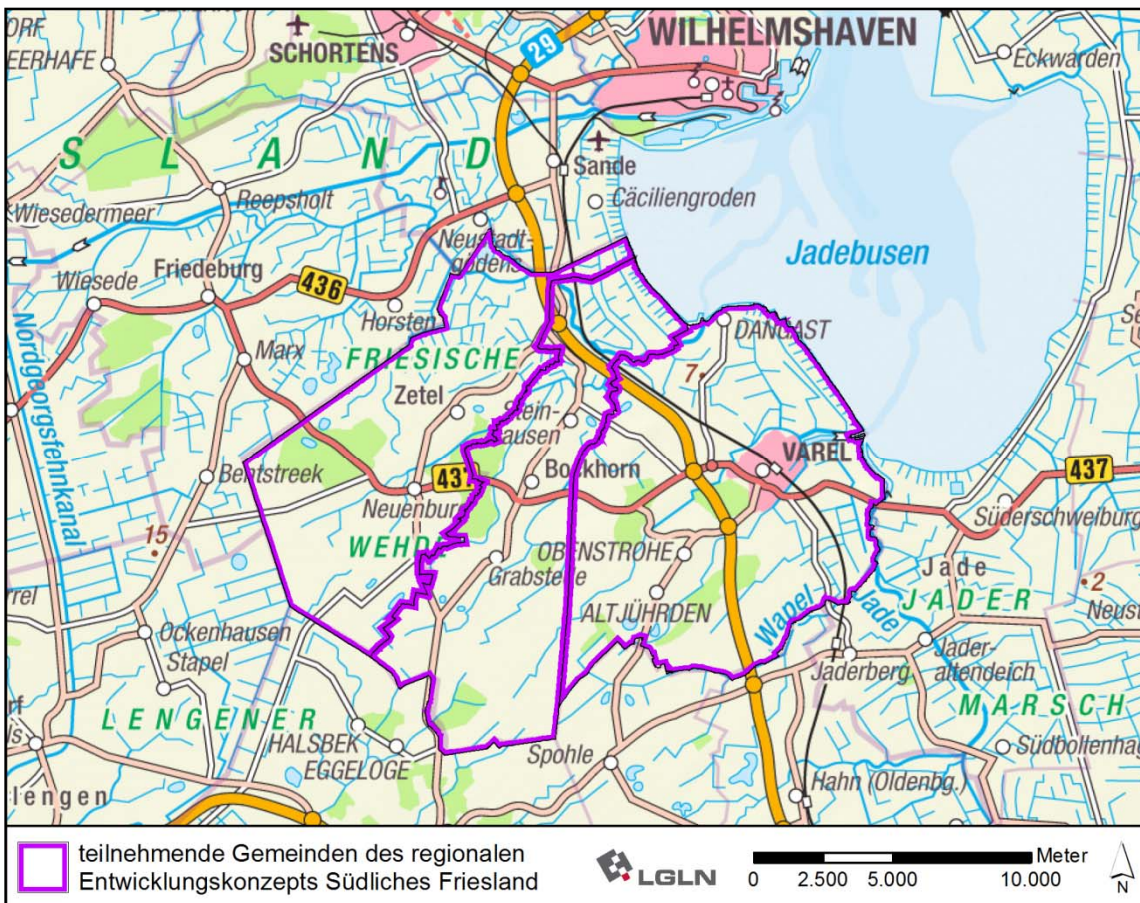 ORF
EERHAFE
SCHORTENS
29
WILHELMSHAVEN
Eckwarden
S L A N D
Sande
Cäciliengroden
Reepsholt
Wiesedermeer
Neustadt-
gödens
Jadebusen
Friedeburg
Wiesede
436
Horsten
DANGAST
Marx
FRIESISCHE
7
Zetel
Nordgeorgsfehnkanal
Stein-
hausen
VAREL
437
Bentstreek
437
Bockhorn
Neuenburg
Süderschweiburg
15
WEHDE
OBENSTROHE
Grabstede
Jade
2
rrel
ALTJÜHRDEN
Wapel
Jade
JADER
Neus
Ockenhausen
Stapel
Jaderberg
Jader-
altendeich
LENGENER
MARSCH
HALSBEK
EGGELOGE
Spohle
Südbollenhag
Hahn (Oldenbg.)
lengen
teilnehmende Gemeinden des regionalen
Entwicklungskonzepts Südliches Friesland
LGLN
Meter
0 2.500 5.000 10.000
N